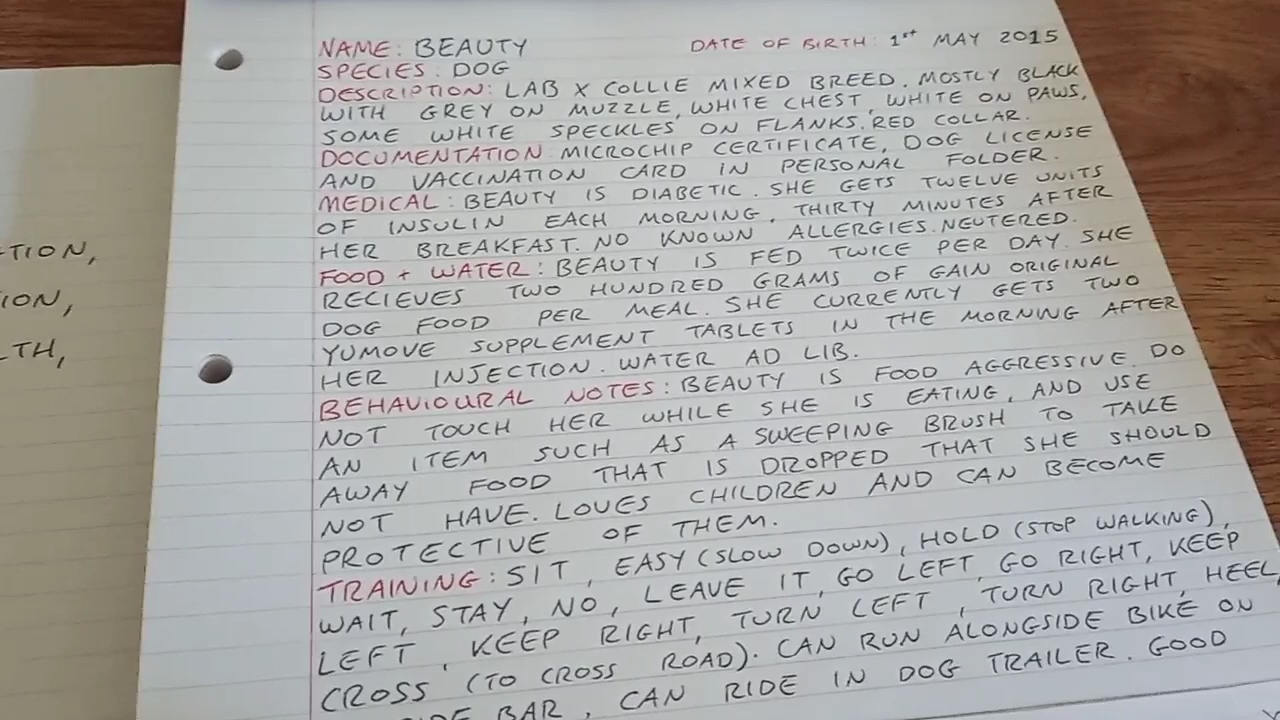 NAME: BEAUTY DATE OF BIRTH: 1st MAY 2015
SPECIES: DOG
DESCRIPTION: LAB X COLLIE MIXED BREED. MOSTLY BLACK
WITH GREY ON MUZZLE, WHITE CHEST, WHITE ON PAWS,
SOME WHITE SPECKLES ON FLANKS. RED COLLAR.
DOCUMENTATION: MICROCHIP CERTIFICATE, DOG LICENSE
AND VACCINATION CARD IN PERSONAL FOLDER.
MEDICAL: BEAUTY IS DIABETIC. SHE GETS TWELVE UNITS
OF INSULIN EACH MORNING, THIRTY MINUTES AFTER
HER BREAKFAST. NO KNOWN ALLERGIES. NEUTERED.
FOOD + WATER: BEAUTY IS FED TWICE PER DAY. SHE
RECIEVES TWO HUNDRED GRAMS OF GAIN ORIGINAL
DOG FOOD PER MEAL. SHE CURRENTLY GETS TWO
YUMOVE SUPPLEMENT TABLETS IN THE MORNING AFTER
HER INJECTION. WATER AD LIB.
BEHAVIOURAL NOTES: BEAUTY IS FOOD AGGRESSIVE. DO
NOT TOUCH HER WHILE SHE IS EATING, AND USE
AN ITEM SUCH AS A SWEEPING BRUSH TO TAKE
AWAY FOOD THAT IS DROPPED THAT SHE SHOULD
NOT HAVE. LOVES CHILDREN AND CAN BECOME
PROTECTIVE OF THEM.
TRAINING: SIT, EASY (SLOW DOWN), HOLD (STOP WALKING),
WAIT, STAY, NO, LEAVE IT, GO LEFT, GO RIGHT, KEEP
LEFT, KEEP RIGHT, TURN LEFT, TURN RIGHT, HEEL,
CROSS (TO CROSS ROAD). CAN RUN ALONGSIDE BIKE ON
BAR, CAN RIDE IN DOG TRAILER. GOOD
TION,
ION,
LTH,